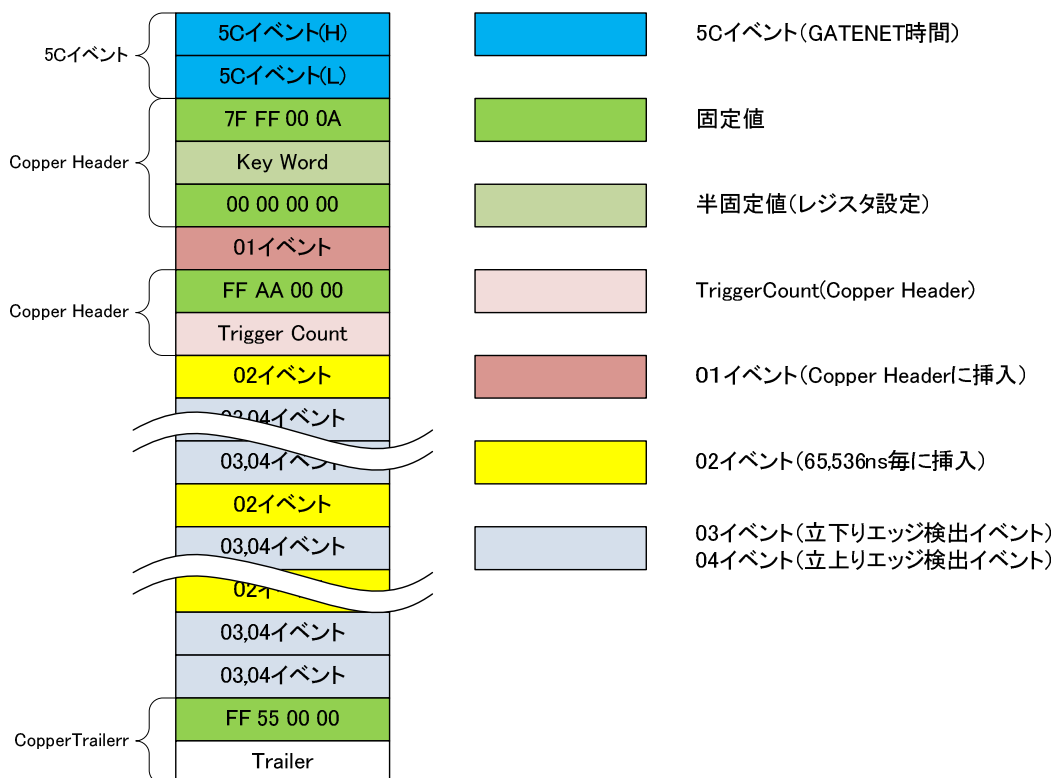 5Cイベント
5Cイベント(H)
5Cイベント(L)
Copper Header
7F FF 00 0A
Key Word
00 00 00 00
01イベント
Copper Header
FF AA 00 00
Trigger Count
02イベント
03,04イベント
03,04イベント
02イベント
03,04イベント
02イベント
03,04イベント
03,04イベント
CopperTrailerr
FF 55 00 00
Trailer
5Cイベント(GATENET時間)
固定値
半固定値(レジスタ設定)
TriggerCount(Copper Header)
01イベント(Copper Headerに挿入)
02イベント(65,536ns毎に挿入)
03イベント(立下りエッジ検出イベント)
04イベント(立上りエッジ検出イベント)